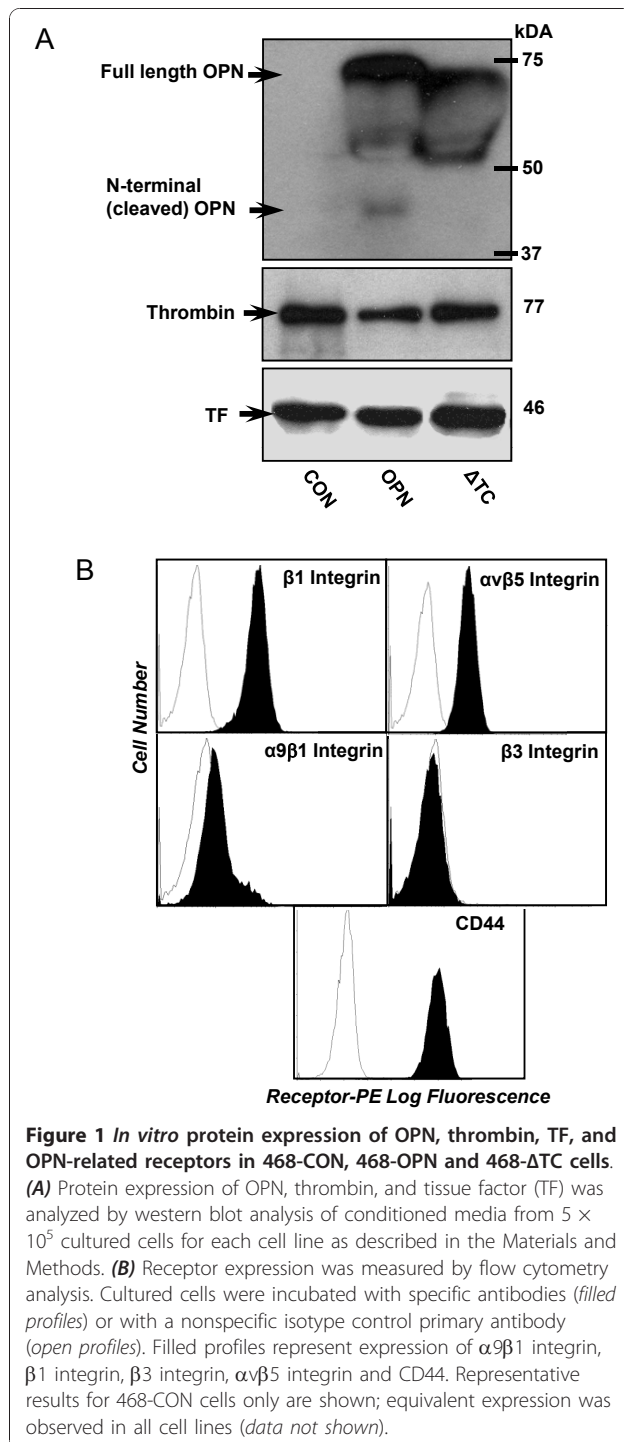 A
kDA
Full length OPN
75
50
N-terminal
(cleaved) OPN
37
Thrombin
77
TF
46
CON
OPN
ΔTC
B
β1 Integrin
αvβ5 Integrin
Cell Number
α9β1 Integrin
β3 Integrin
CD44
Receptor-PE Log Fluorescence
Figure 1 In vitro protein expression of OPN, thrombin, TF, and
OPN-related receptors in 468-CON, 468-OPN and 468-ΔTC cells.
(A) Protein expression of OPN, thrombin, and tissue factor (TF) was
analyzed by western blot analysis of conditioned media from 5 ×
10⁵ cultured cells for each cell line as described in the Materials and
Methods. (B) Receptor expression was measured by flow cytometry
analysis. Cultured cells were incubated with specific antibodies (filled
profiles) or with a nonspecific isotype control primary antibody
(open profiles). Filled profiles represent expression of α9β1 integrin,
β1 integrin, β3 integrin, αvβ5 integrin and CD44. Representative
results for 468-CON cells only are shown; equivalent expression was
observed in all cell lines (data not shown).